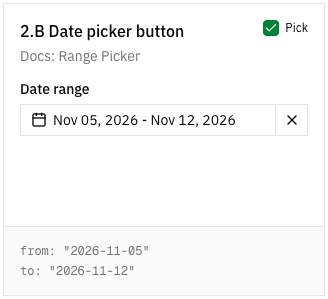 2.B Date picker button
Pick
Docs: Range Picker
Date range
Nov 05, 2026 - Nov 12, 2026
from: "2026-11-05"
to: "2026-11-12"